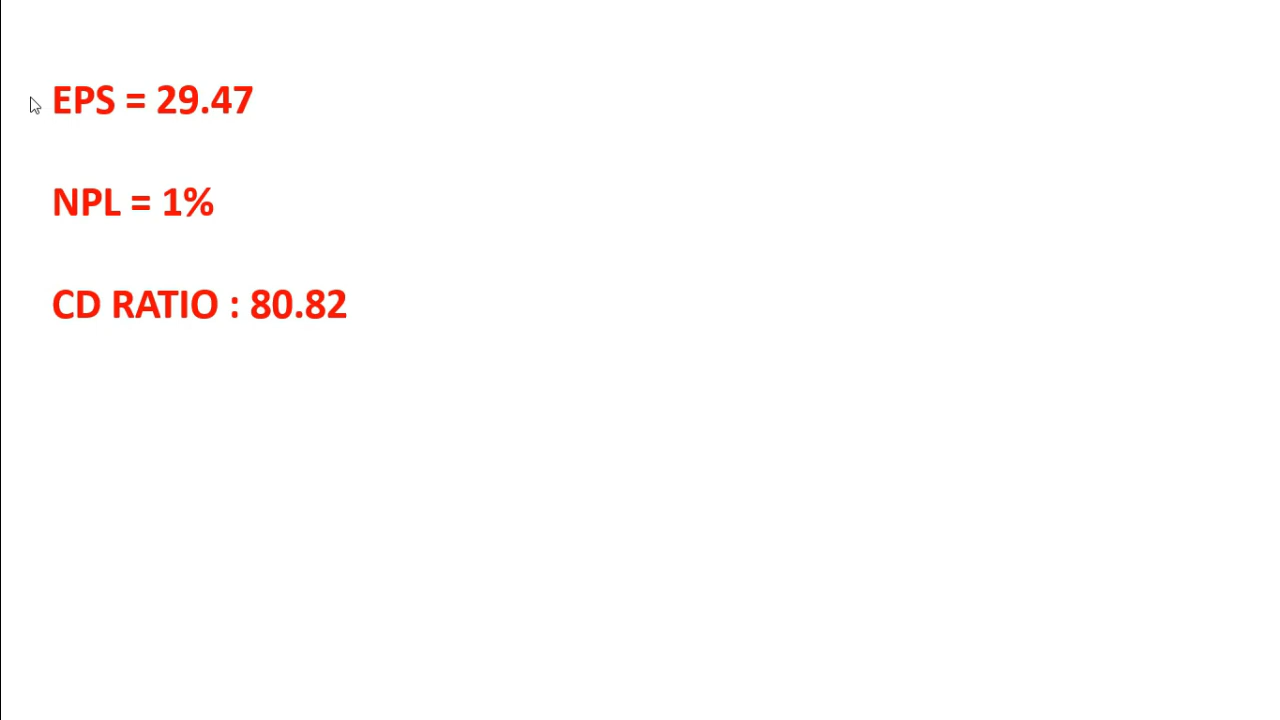 EPS = 29.47
NPL = 1%
CD RATIO : 80.82